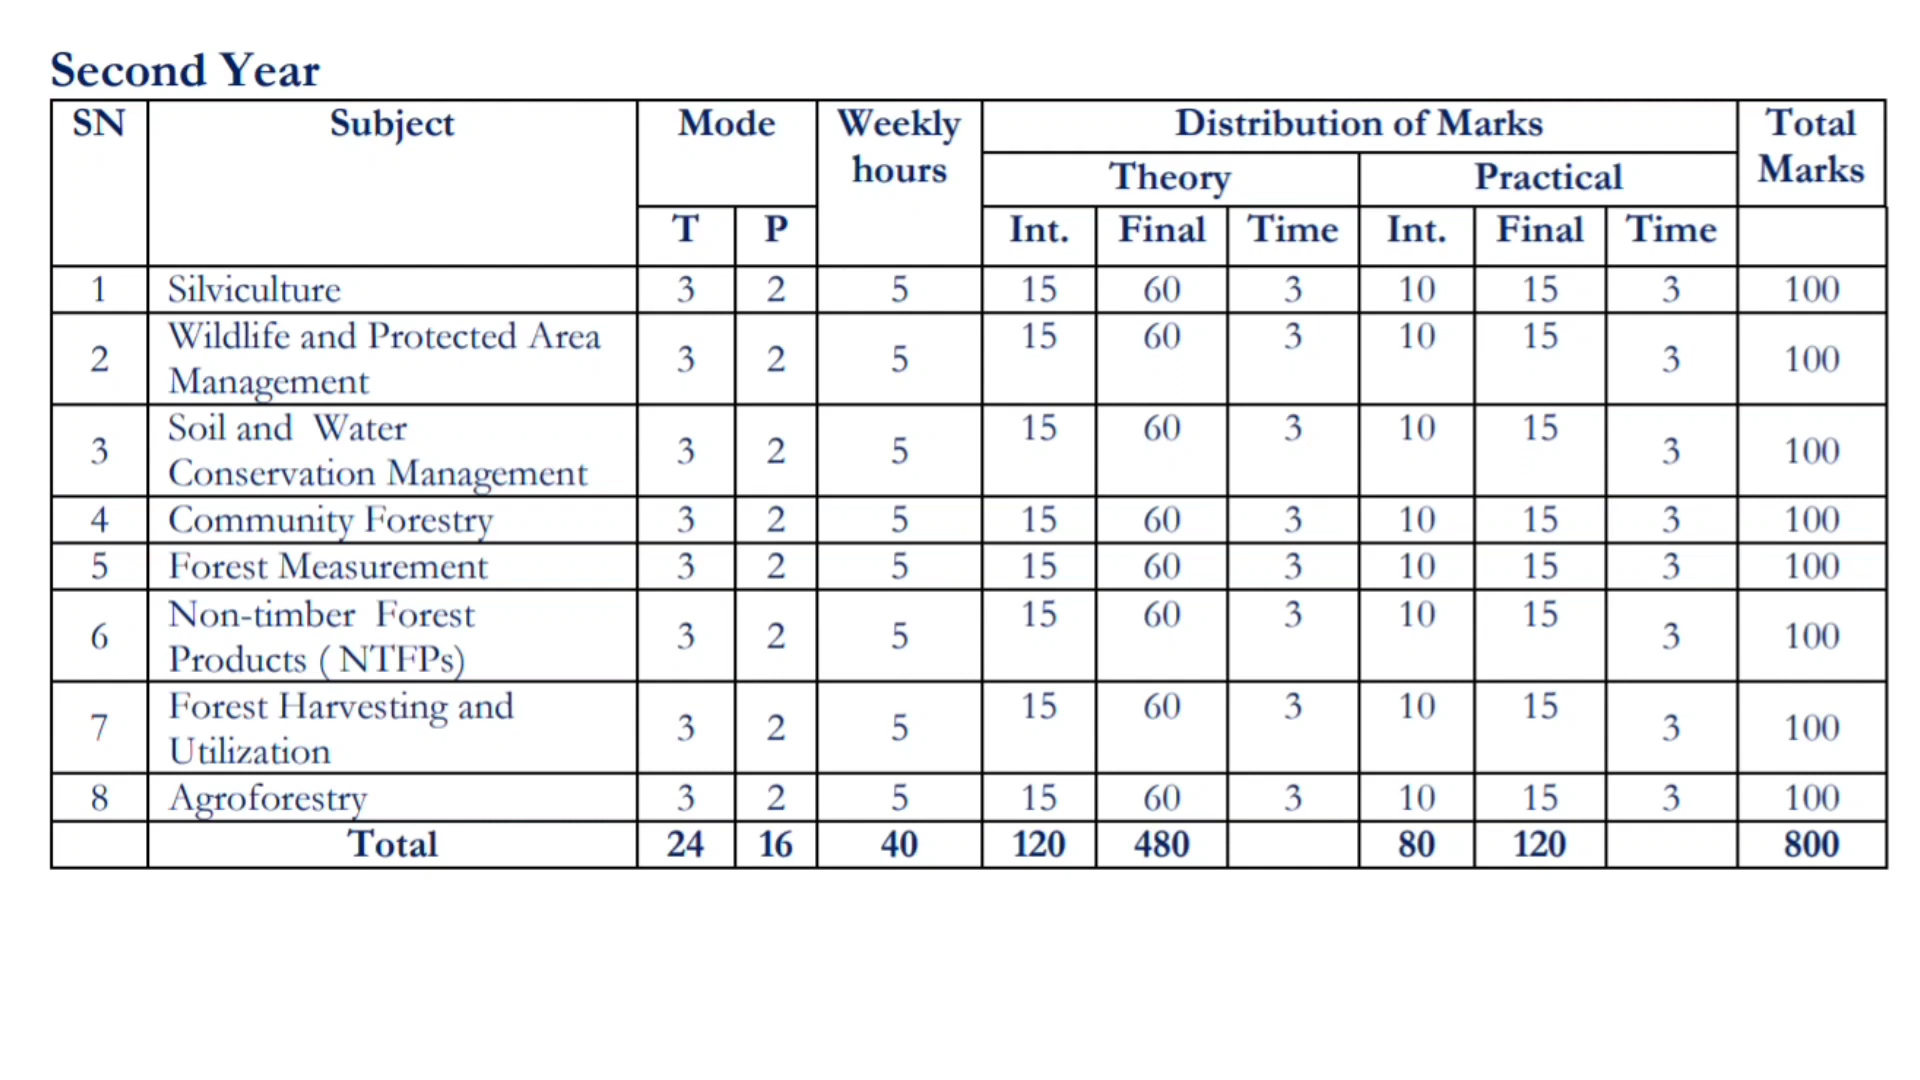 Second Year
SN Subject Mode Weekly hours Distribution of Marks Total Marks
Theory Practical
T P Int. Final Time Int. Final Time
1 Silviculture 3 2 5 15 60 3 10 15 3 100
2 Wildlife and Protected Area Management 3 2 5 15 60 3 10 15 3 100
3 Soil and Water Conservation Management 3 2 5 15 60 3 10 15 3 100
4 Community Forestry 3 2 5 15 60 3 10 15 3 100
5 Forest Measurement 3 2 5 15 60 3 10 15 3 100
6 Non-timber Forest Products ( NTFPs) 3 2 5 15 60 3 10 15 3 100
7 Forest Harvesting and Utilization 3 2 5 15 60 3 10 15 3 100
8 Agroforestry 3 2 5 15 60 3 10 15 3 100
Total 24 16 40 120 480 80 120 800